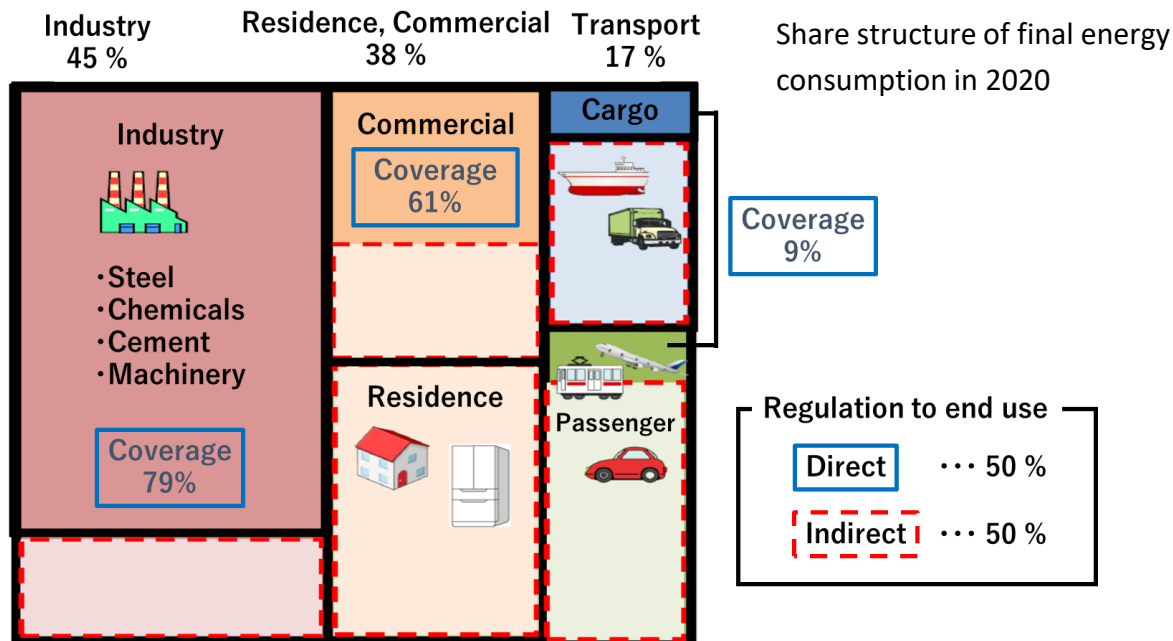 Industry
45 %
Residence, Commercial
38 %
Transport
17 %
Share structure of final energy
consumption in 2020
Industry
・Steel
・Chemicals
・Cement
・Machinery
Coverage
79%
Commercial
Coverage
61%
Residence
Cargo
Passenger
Coverage
9%
Regulation to end use
Direct ··· 50 %
Indirect ··· 50 %